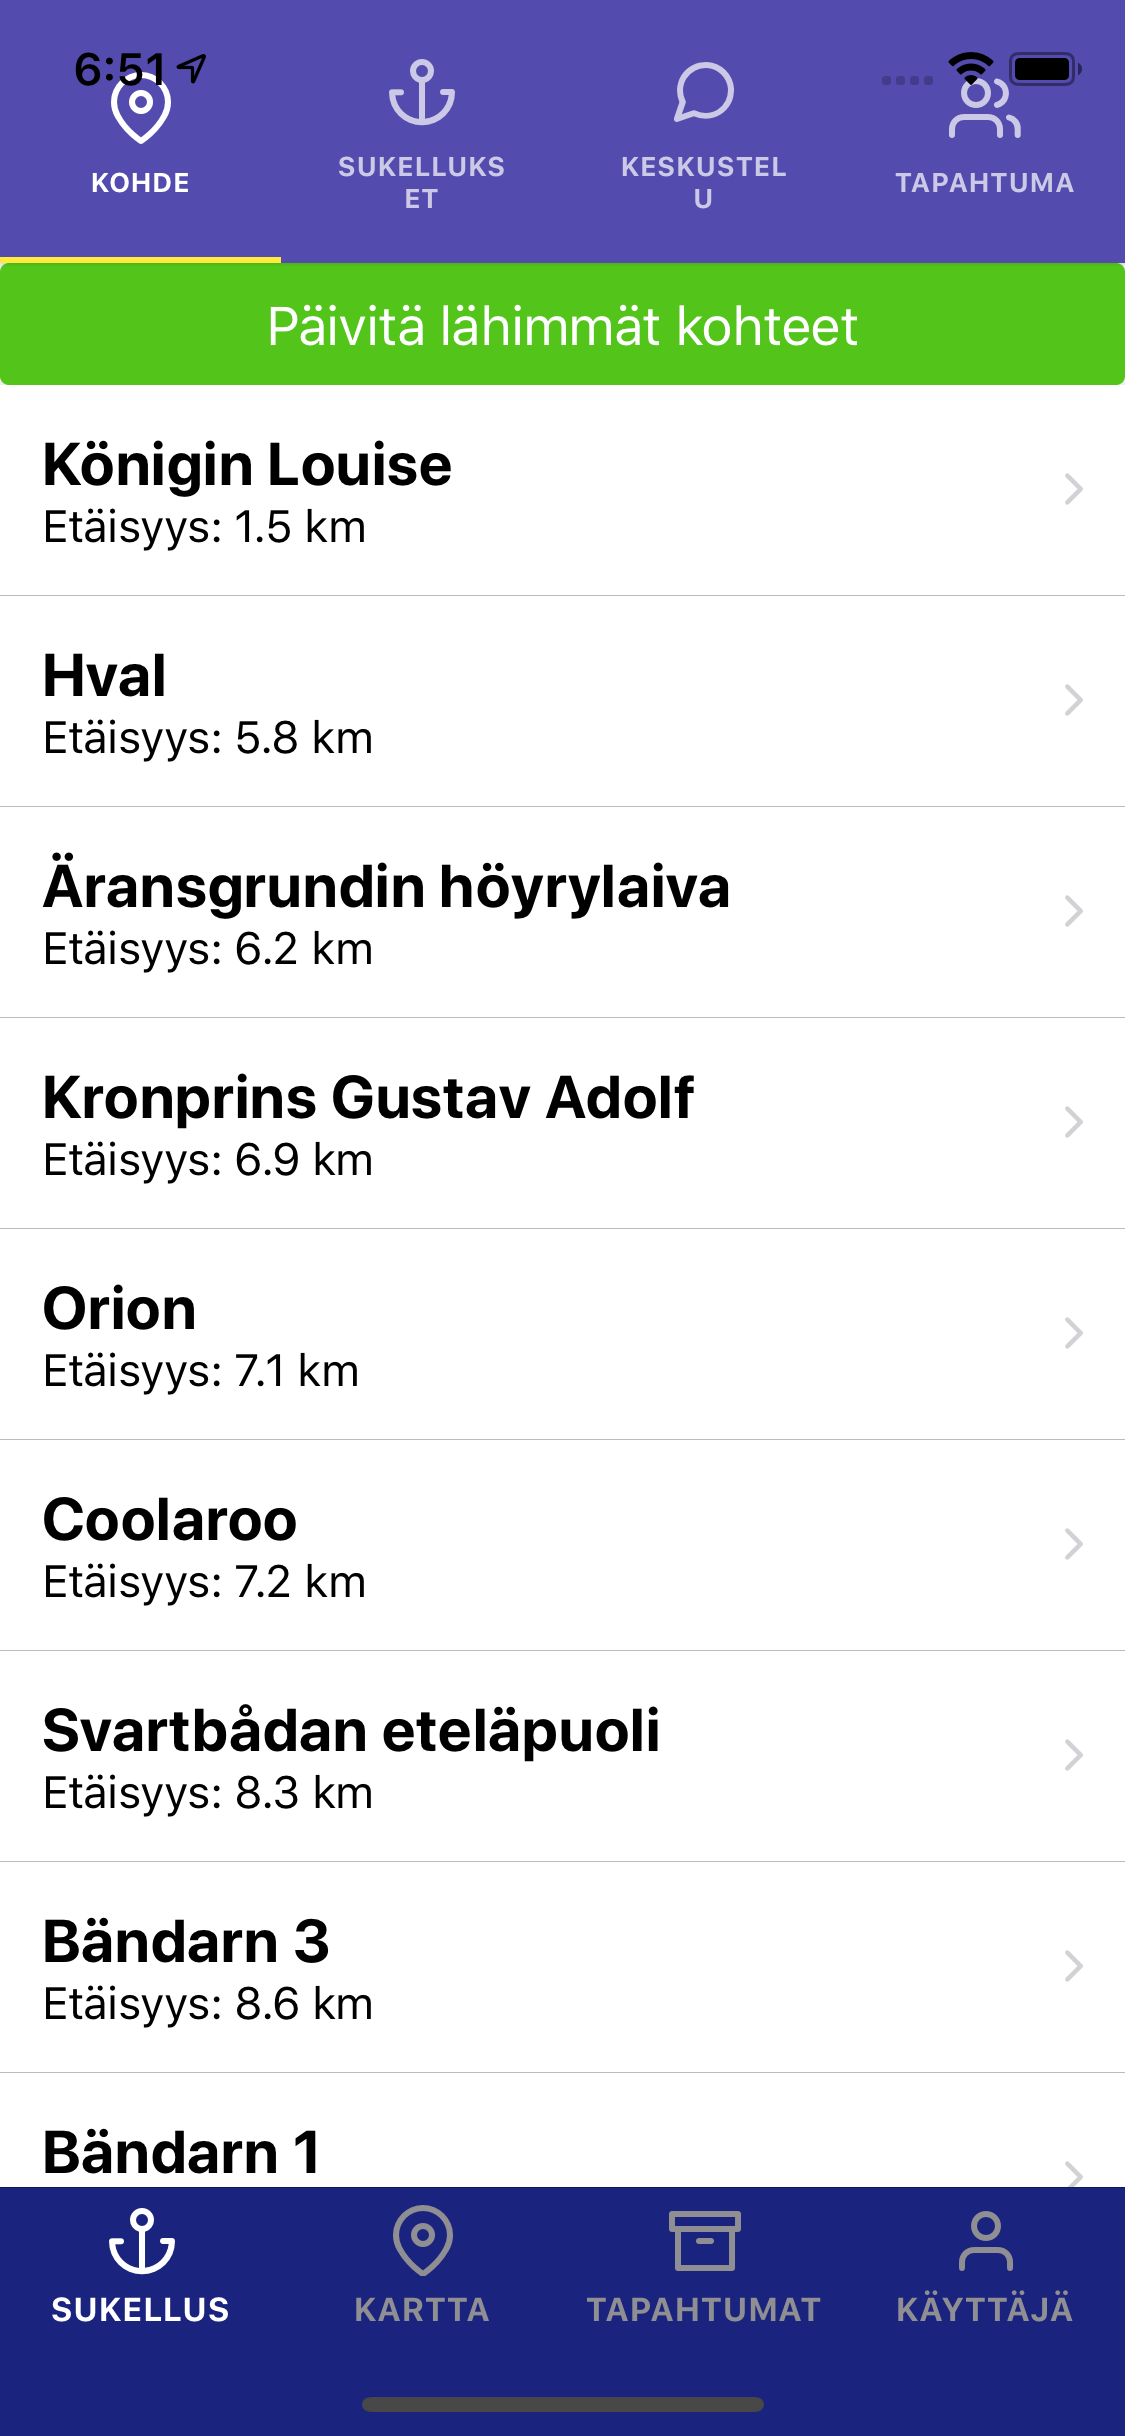 6:51
KOHDE
SUKELLUKS
ET
KESKUSTEL
U
TAPAHTUMA
Päivitä lähimmät kohteet
Königin Louise
Etäisyys: 1.5 km
Hval
Etäisyys: 5.8 km
Äransgrundin höyrylaiva
Etäisyys: 6.2 km
Kronprins Gustav Adolf
Etäisyys: 6.9 km
Orion
Etäisyys: 7.1 km
Coolaroo
Etäisyys: 7.2 km
Svartbådan eteläpuoli
Etäisyys: 8.3 km
Bändarn 3
Etäisyys: 8.6 km
Bändarn 1
SUKELLUS
KARTTA
TAPAHTUMAT
KÄYTTÄJÄ